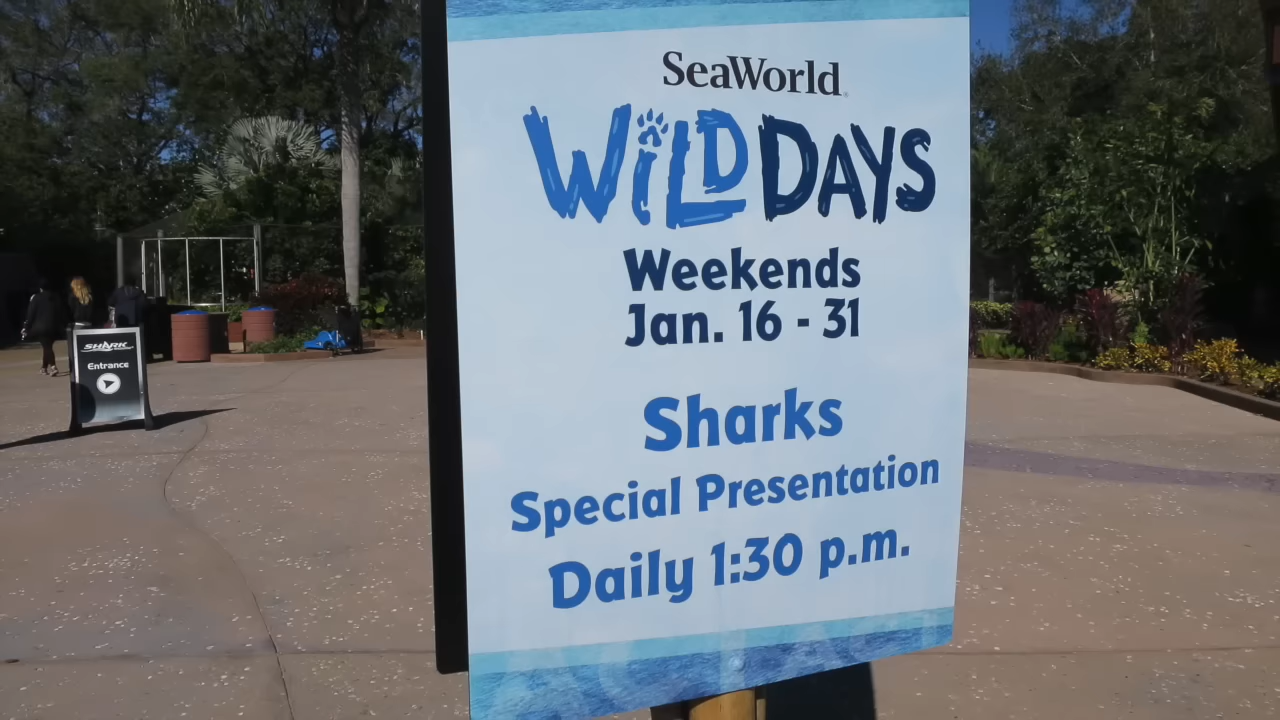 SeaWorld
WiLD DAYS
Weekends
Jan. 16 - 31
Sharks
Special Presentation
Daily 1:30 p.m.
SHARK
Entrance